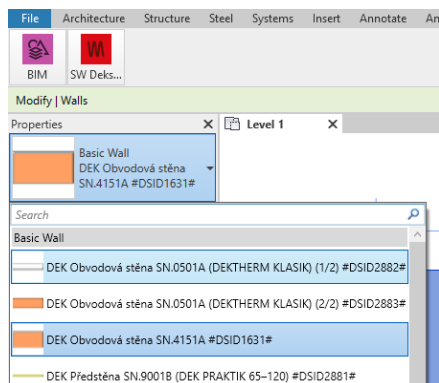 File Architecture Structure Steel Systems Insert Annotate
BIM SW Deks...
Modify | Walls
Properties Level 1
Basic Wall
DEK Obvodová stěna
SN.4151A #DSID1631#
Search
Basic Wall
DEK Obvodová stěna SN.0501A (DEKTHERM KLASIK) (1/2) #DSID2882#
DEK Obvodová stěna SN.0501A (DEKTHERM KLASIK) (2/2) #DSID2883#
DEK Obvodová stěna SN.4151A #DSID1631#
DEK Předstěna SN.9001B (DEK PRAKTIK 65–120) #DSID2881#